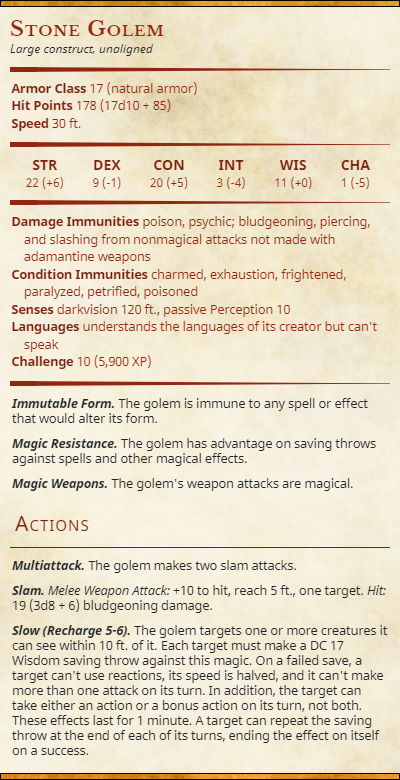 Stone Golem
Large construct, unaligned
Armor Class 17 (natural armor)
Hit Points 178 (17d10 + 85)
Speed 30 ft.
STR DEX CON INT WIS CHA
22 (+6) 9 (-1) 20 (+5) 3 (-4) 11 (+0) 1 (-5)
Damage Immunities poison, psychic; bludgeoning, piercing,
and slashing from nonmagical attacks not made with
adamantine weapons
Condition Immunities charmed, exhaustion, frightened,
paralyzed, petrified, poisoned
Senses darkvision 120 ft., passive Perception 10
Languages understands the languages of its creator but can't
speak
Challenge 10 (5,900 XP)
Immutable Form. The golem is immune to any spell or effect
that would alter its form.
Magic Resistance. The golem has advantage on saving throws
against spells and other magical effects.
Magic Weapons. The golem's weapon attacks are magical.
Actions
Multiattack. The golem makes two slam attacks.
Slam. Melee Weapon Attack: +10 to hit, reach 5 ft., one target. Hit:
19 (3d8 + 6) bludgeoning damage.
Slow (Recharge 5-6). The golem targets one or more creatures it
can see within 10 ft. of it. Each target must make a DC 17
Wisdom saving throw against this magic. On a failed save, a
target can't use reactions, its speed is halved, and it can't make
more than one attack on its turn. In addition, the target can
take either an action or a bonus action on its turn, not both.
These effects last for 1 minute. A target can repeat the saving
throw at the end of each of its turns, ending the effect on itself
on a success.